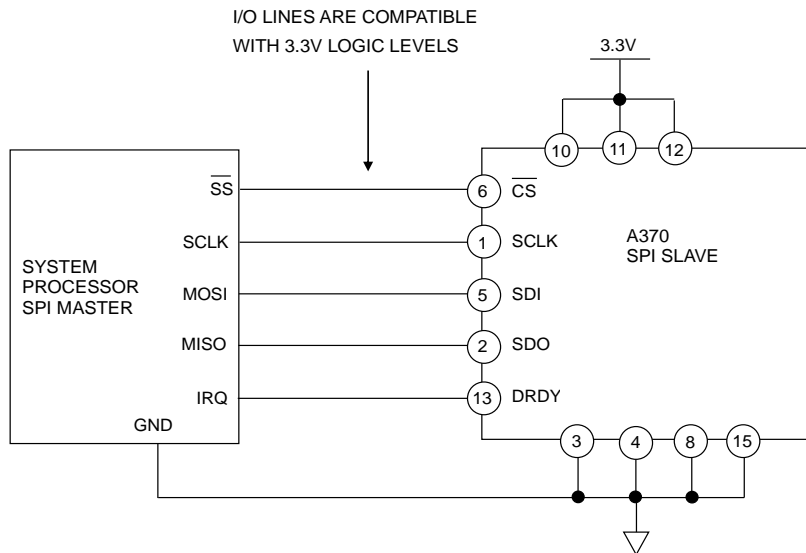 I/O LINES ARE COMPATIBLE
WITH 3.3V LOGIC LEVELS
3.3V
10
11
12
SS
6
CS
SCLK
1
SCLK
A370
SPI SLAVE
SYSTEM
PROCESSOR
SPI MASTER
MOSI
5
SDI
MISO
2
SDO
IRQ
13
DRDY
GND
3
4
8
15